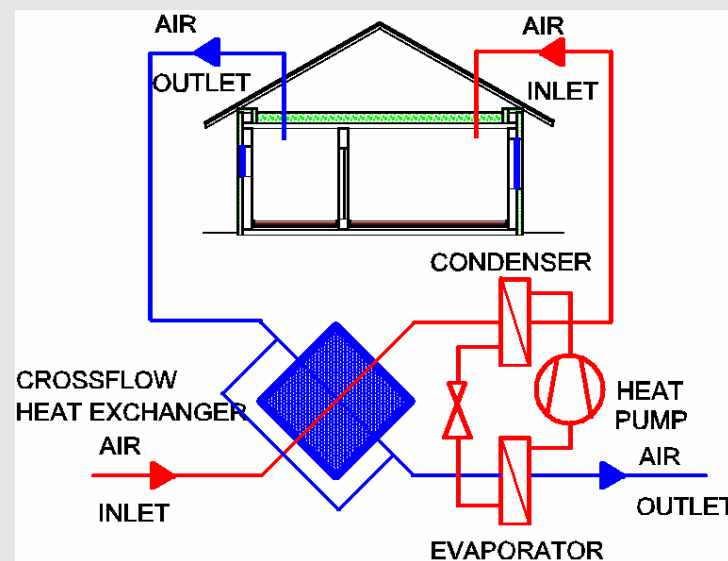 AIR
OUTLET
AIR
INLET
CONDENSER
CROSSFLOW
HEAT EXCHANGER
HEAT
PUMP
AIR
INLET
AIR
OUTLET
EVAPORATOR